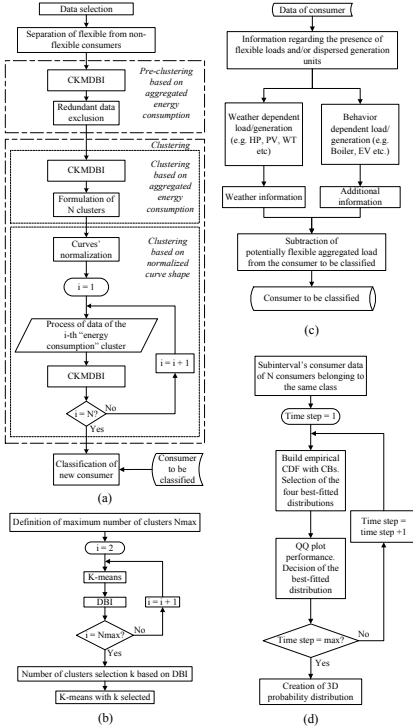 Data selection
Separation of flexible from non-
flexible consumers
CKMDBI
Redundant data
exclusion
Pre-clustering
based on
aggregated
energy
consumption
Clustering
CKMDBI
Formulation of
N clusters
Clustering
based on
aggregated
energy
consumption
Curves'
normalization
Clustering
based on
normalized
curve shape
i = 1
Process of data of the
i-th "energy
consumption" cluster
CKMDBI
i = i + 1
i = N?
No
Yes
Classification of
new consumer
Consumer
to be
classified
(a)
Definition of maximum number of clusters Nmax
i = 2
K-means
DBI
i = i + 1
i = Nmax?
No
Yes
Number of clusters selection k based on DBI
K-means with k selected
(b)
Data of consumer
Information regarding the presence of
flexible loads and/or dispersed generation
units
Weather dependent
load/generation
(e.g. HP, PV, WT
etc)
Behavior
dependent load/
generation (e.g.
Boiler, EV etc.)
Weather information
Additional
information
Subtraction of
potentially flexible aggregated load
from the consumer to be classified
Consumer to be classified
(c)
Subinterval's consumer data
of N consumers belonging to
the same class
Time step = 1
Build empirical
CDF with CBs.
Selection of the
four best-fitted
distributions
QQ plot
performance.
Decision of the
best-fitted
distribution
Time step =
time step +1
Time step = max?
No
Yes
Creation of 3D
probability distribution
(d)